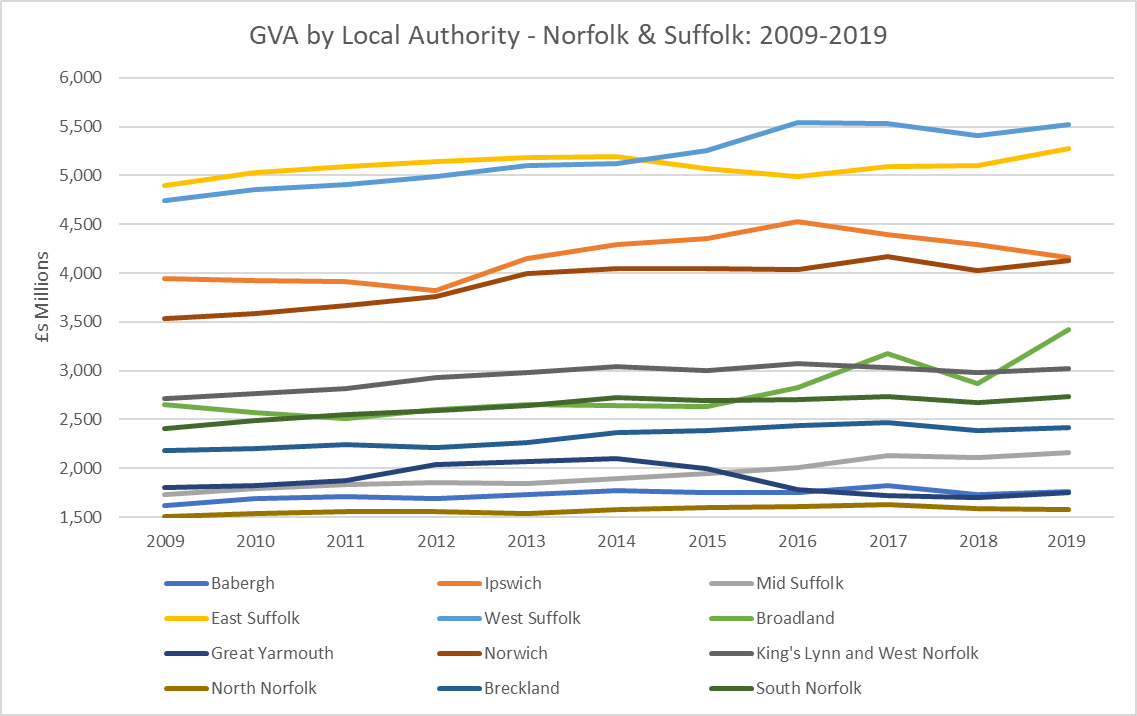 GVA by Local Authority - Norfolk & Suffolk: 2009-2019
6,000
5,500
5,000
4,500
4,000
3,500
3,000
2,500
2,000
1,500
£s Millions
2009 2010 2011 2012 2013 2014 2015 2016 2017 2018 2019
Babergh Ipswich Mid Suffolk
East Suffolk West Suffolk Broadland
Great Yarmouth Norwich King's Lynn and West Norfolk
North Norfolk Breckland South Norfolk